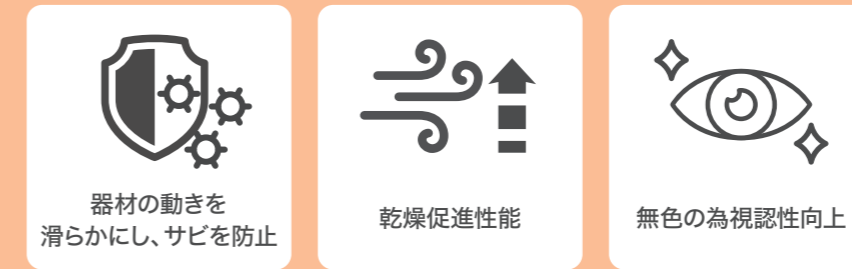 器材の動きを
滑らかにし、サビを防止
乾燥促進性能
無色の為視認性向上